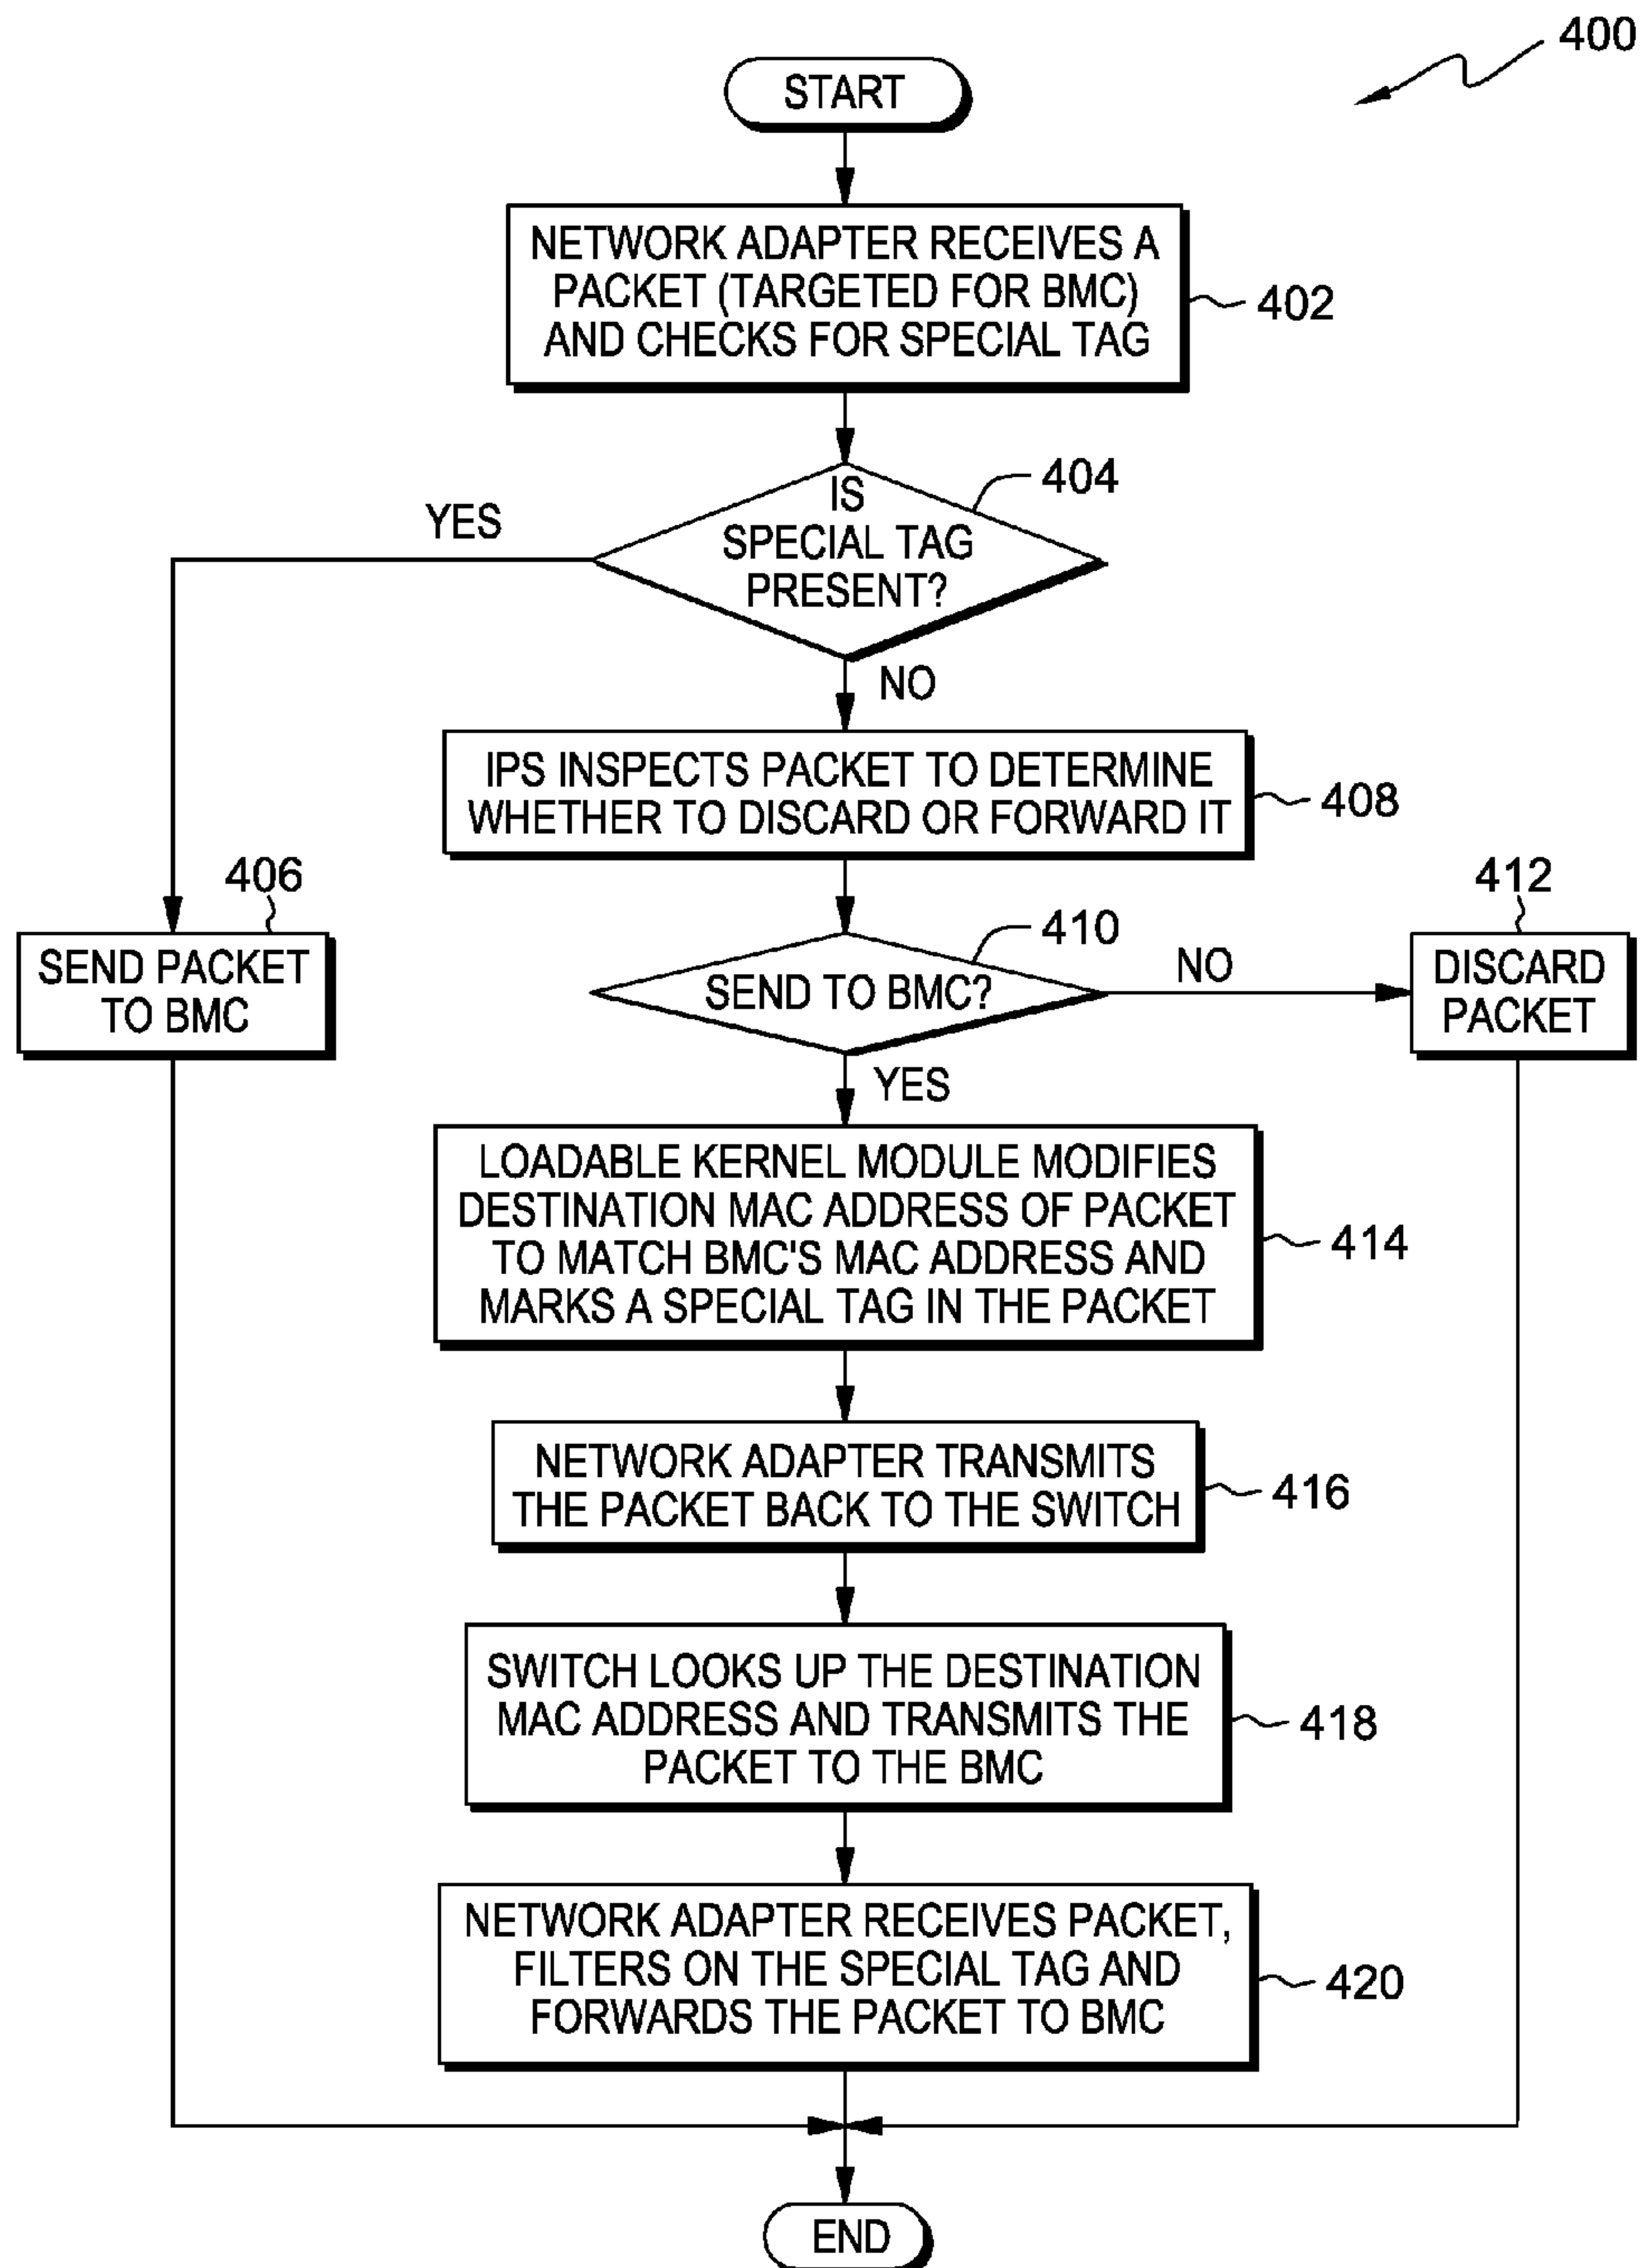 400
START
NETWORK ADAPTER RECEIVES A
PACKET (TARGETED FOR BMC)
AND CHECKS FOR SPECIAL TAG
402
IS
SPECIAL TAG
PRESENT?
404
YES
NO
IPS INSPECTS PACKET TO DETERMINE
WHETHER TO DISCARD OR FORWARD IT
408
406
SEND PACKET
TO BMC
410
SEND TO BMC?
NO
412
DISCARD
PACKET
YES
LOADABLE KERNEL MODULE MODIFIES
DESTINATION MAC ADDRESS OF PACKET
TO MATCH BMC'S MAC ADDRESS AND
MARKS A SPECIAL TAG IN THE PACKET
414
NETWORK ADAPTER TRANSMITS
THE PACKET BACK TO THE SWITCH
416
SWITCH LOOKS UP THE DESTINATION
MAC ADDRESS AND TRANSMITS THE
PACKET TO THE BMC
418
NETWORK ADAPTER RECEIVES PACKET,
FILTERS ON THE SPECIAL TAG AND
FORWARDS THE PACKET TO BMC
420
END